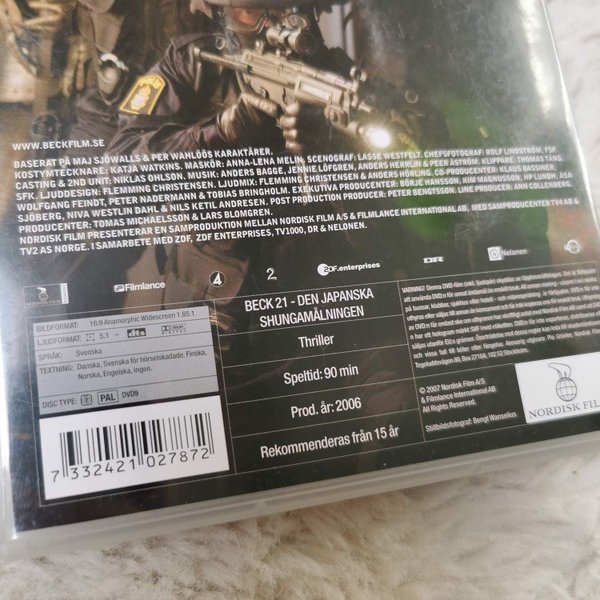 POLIS
WWW.BECKFILM.SE
BASERAT PÅ MAJ SJÖWALLS & PER WAHLÖÖS KARAKTÄRER.
KOSTYMTECKNARE: KATJA WATKINS. MASKÖR: ANNA-LENA MELIN. SCENOGRAF: LASSE WESTFELT. CHEFSFOTOGRAF: ROLF LINDSTRÖM, FSF.
CASTING & 2ND UNIT: NIKLAS OHLSON. MUSIK: ANDERS BAGGE, JENNIE LÖFGREN, ANDERS HERRLIN & PEER ÅSTRÖM. KLIPPARE: THOMAS TÄNG,
SFK. LJUDDESIGN: FLEMMING CHRISTENSEN. LJUDMIX: FLEMMING CHRISTENSEN & ANDERS HÖRLING. CO-PRODUCENTER: KLAUS BASSINER,
WOLFGANG FEINDT, PETER NADERMANN & TOBIAS BRINGHOLM. EXEKUTIVA PRODUCENTER: BÖRJE HANSSON, KIM MAGNUSSON, HP LUNDH, ÅSA
SJÖBERG, NIVA WESTLIN DAHL & NILS KETIL ANDRESEN. POST PRODUCTION PRODUCENT: PETER BENGTSSON. LINE PRODUCER: ANN COLLENBERG.
PRODUCENTER: TOMAS MICHAELSSON & LARS BLOMGREN.
NORDISK FILM PRESENTERAR EN SAMPRODUKTION MELLAN NORDISK FILM A/S & FILMLANCE INTERNATIONAL AB, MED SAMPRODUCENTER TV4 AB &
TV2 AS NORGE. I SAMARBETE MED ZDF, ZDF ENTERPRISES, TV1000, DR & NELONEN.
NORDISK FILM
Filmlance
4
2
ZDF.enterprises
DR
Nelonen
BILDFORMAT: 16:9 Anamorphic Widescreen 1.85:1
LJUDFORMAT: 5.1 dts
SPRÅK: Svenska
TEXTNING: Danska, Svenska för hörselskadade, Finska,
Norska, Engelska, ingen.
DISC TYPE: PAL DVD9
7 332421 027872
BECK 21 - DEN JAPANSKA
SHUNGAMÅLNINGEN
Thriller
Speltid: 90 min
Prod. år: 2006
Rekommenderas från 15 år
© 2007 Nordisk Film A/S
& Filmlance International AB
All Rights Reserved.
Stillbildsfotograf: Bengt Wanselius
NORDISK FILM